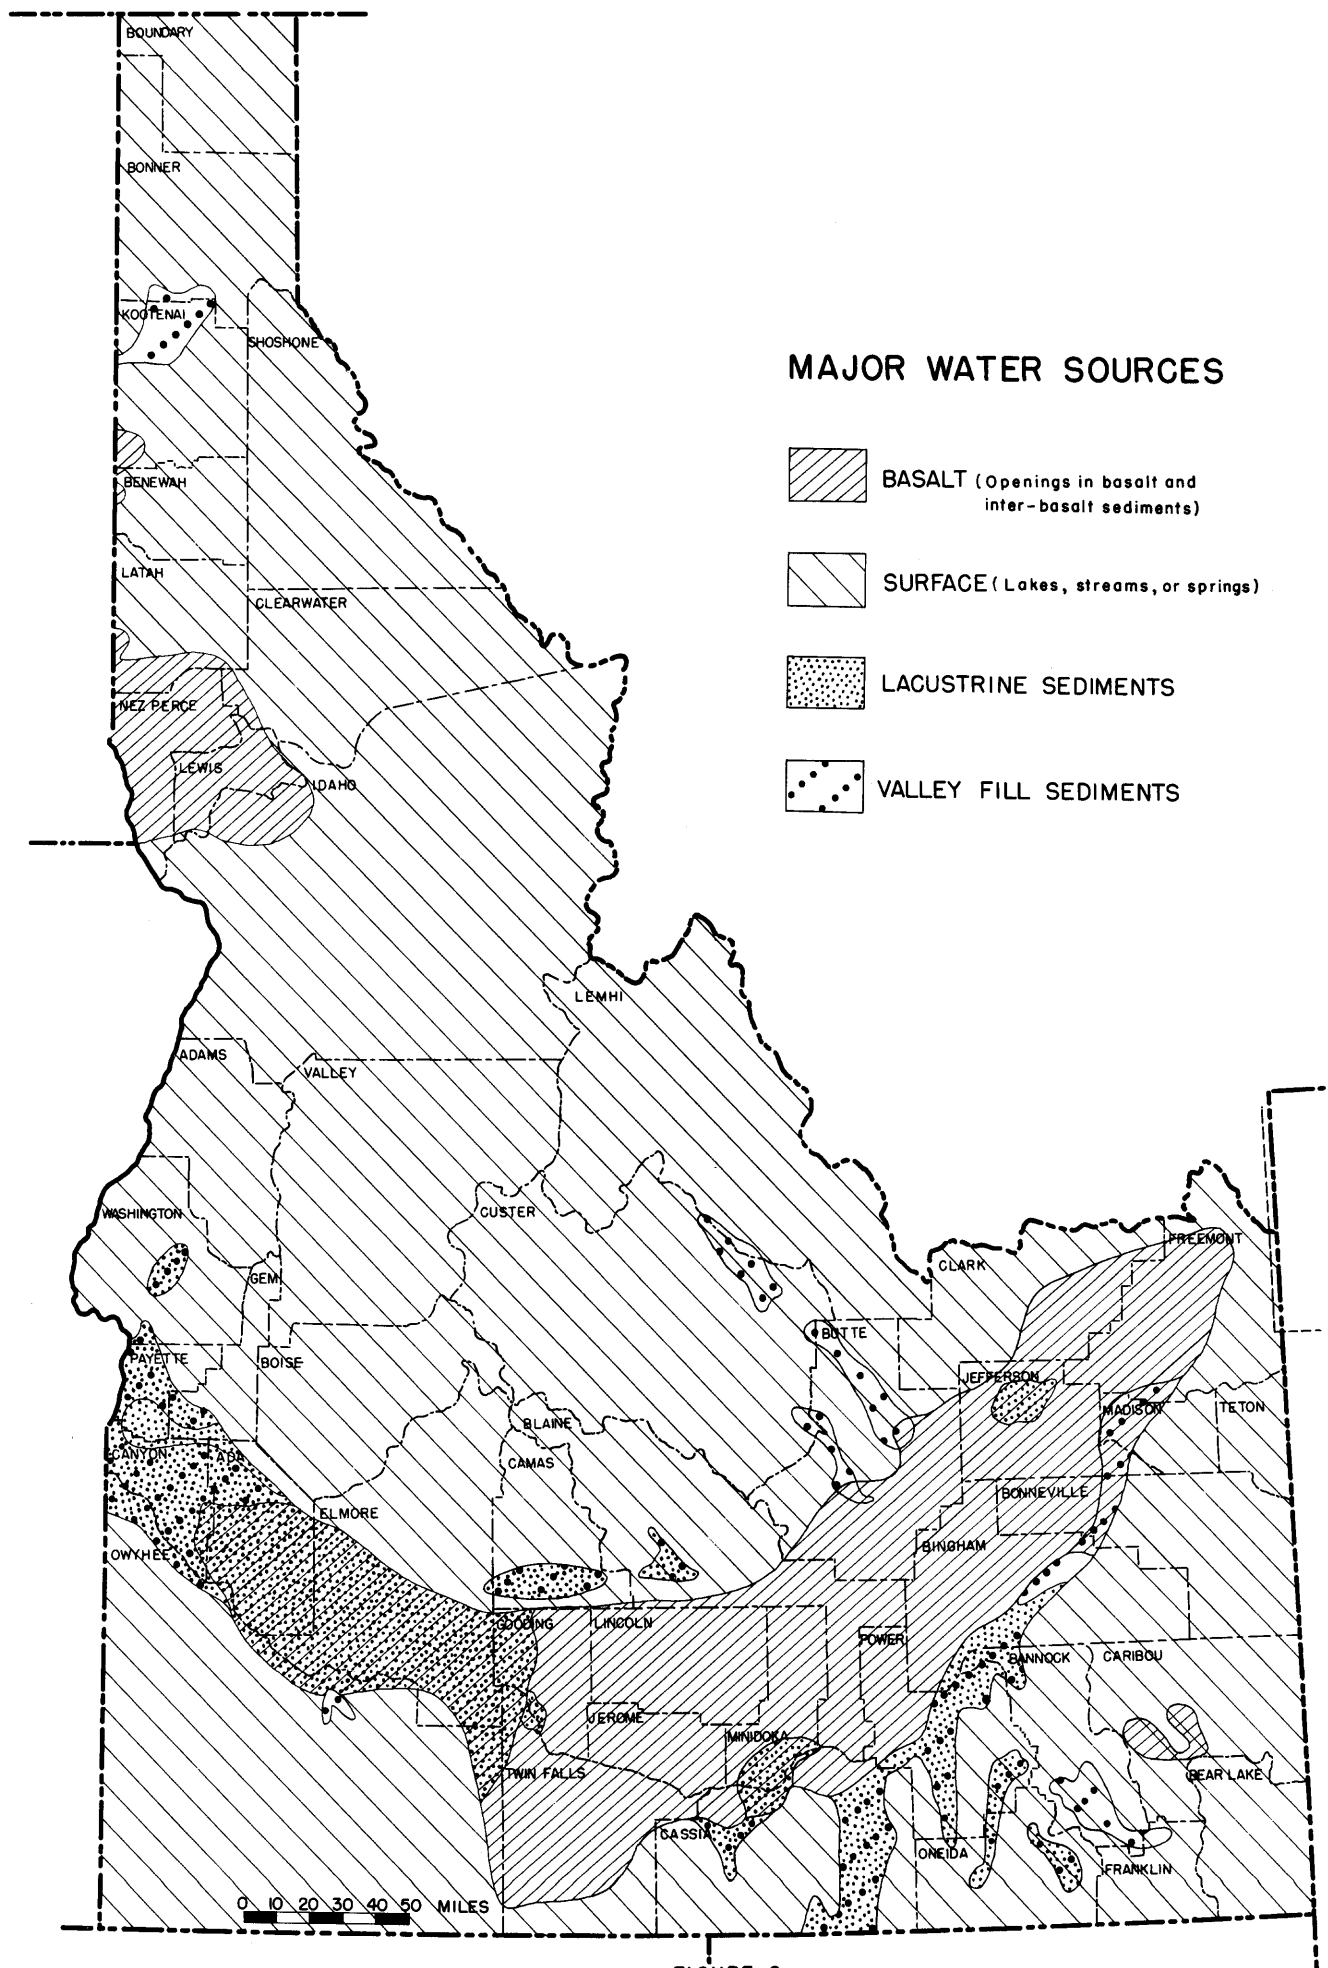 BOUNDARY
BONNER
KOOTENAI
SHOSHONE
MAJOR WATER SOURCES
BASALT (Openings in basalt and
inter-basalt sediments)
BENEWAH
LATAH
SURFACE (Lakes, streams, or springs)
CLEARWATER
LACUSTRINE SEDIMENTS
NEZ PERCE
LEWIS
IDAHO
VALLEY FILL SEDIMENTS
LEMHI
ADAMS
VALLEY
WASHINGTON
CUSTER
FREEMONT
CLARK
GEM
BUTTE
PAYETTE
BOISE
JEFFERSON
MADISON
TETON
BLAINE
CANYON
ADA
CAMAS
BONNEVILLE
ELMORE
BINGHAM
OWYHEE
GOODING
LINCOLN
POWER
BANNOCK
CARIBOU
JEROME
MINIDOKA
TWIN FALLS
BEAR LAKE
CASSIA
ONEIDA
FRANKLIN
0 10 20 30 40 50 MILES